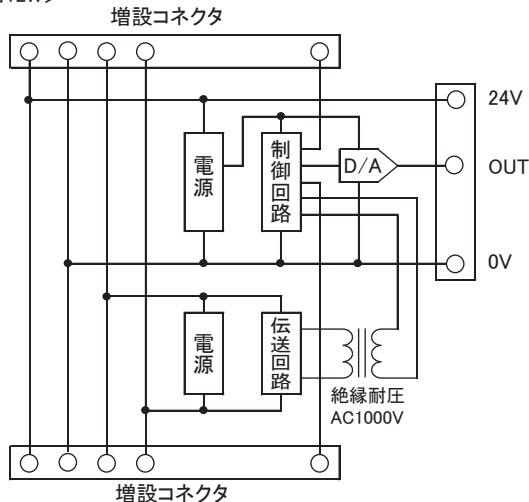 増設コネクタ
24V
電源
制御回路
D/A
OUT
0V
電源
伝送回路
絶縁耐圧
AC1000V
増設コネクタ